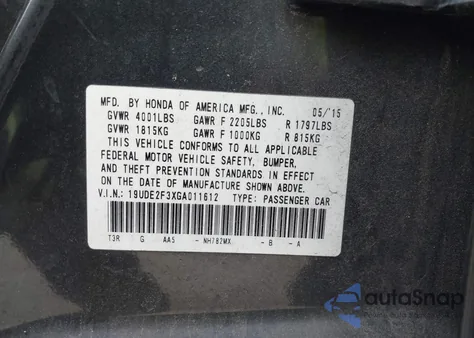 MFD. BY HONDA OF AMERICA MFG., INC. 05/'15
GVWR 4001LBS GAWR F 2205LBS R 1797LBS
GVWR 1815KG GAWR F 1000KG R 815KG
THIS VEHICLE CONFORMS TO ALL APPLICABLE
FEDERAL MOTOR VEHICLE SAFETY, BUMPER,
AND THEFT PREVENTION STANDARDS IN EFFECT
ON THE DATE OF MANUFACTURE SHOWN ABOVE.
V.I.N.: 19UDE2F3XGA011612 TYPE: PASSENGER CAR
T3R G AA5 - NH782MX - B - A
autoSnap